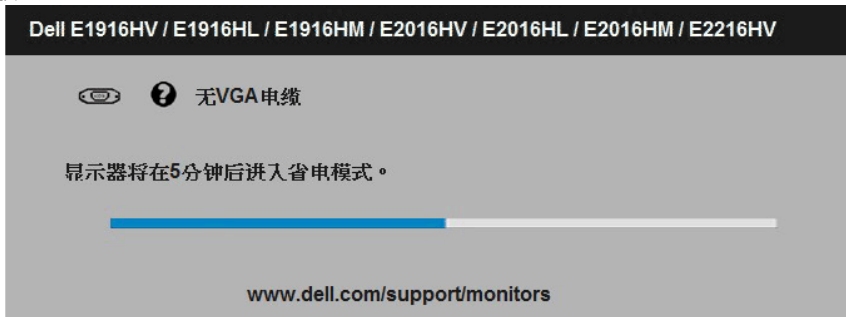 Dell E1916HV / E1916HL / E1916HM / E2016HV / E2016HL / E2016HM / E2216HV
无VGA电缆
显示器将在5分钟后进入省电模式。
www.dell.com/support/monitors